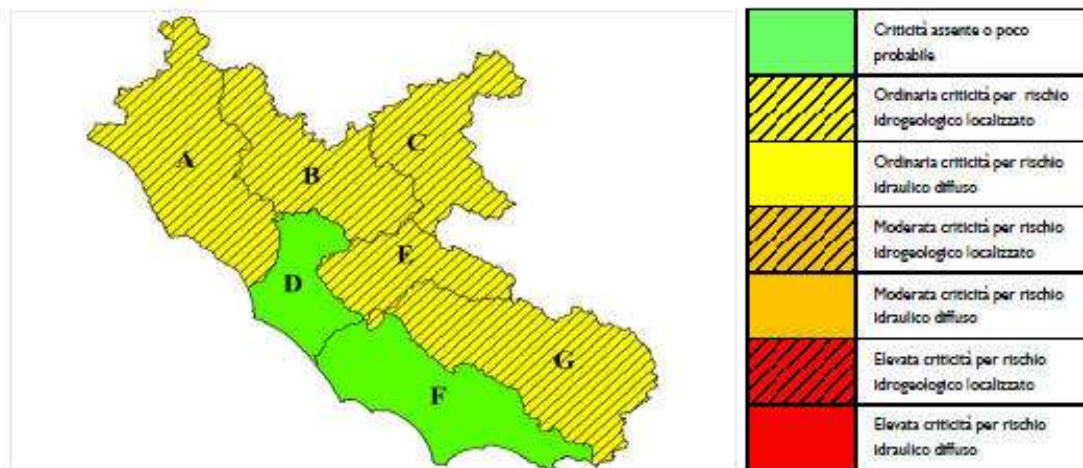 A
B
C
D
E
F
G
Criticità assente o poco
probabile
Ordinaria criticità per rischio
idrogeologico localizzato
Ordinaria criticità per rischio
idraulico diffuso
Moderata criticità per rischio
idrogeologico localizzato
Moderata criticità per rischio
idraulico diffuso
Elevata criticità per rischio
idrogeologico localizzato
Elevata criticità per rischio
idraulico diffuso